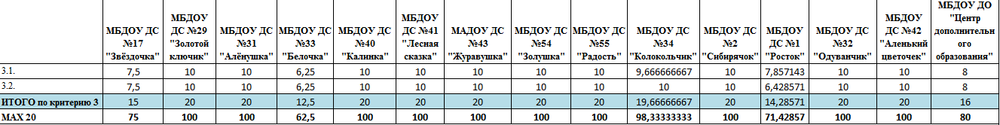 МБДОУ ДС №17 "Звёздочка" МБДОУ ДС №29 "Золотой ключик" МБДОУ ДС №31 "Алёнушка" МБДОУ ДС №33 "Белочка" МБДОУ ДС №40 "Калинка" МБДОУ ДС №41 "Лесная сказка" МАДОУ ДС №43 "Журавушка" МБДОУ ДС №54 "Золушка" МБДОУ ДС №55 "Радость" МБДОУ ДС №34 "Колокольчик" МБДОУ ДС №2 "Сибирячок" МБДОУ ДС №1 "Росток" МБДОУ ДС №32 "Одуванчик" МБДОУ ДС №42 "Аленький цветочек" МБДОУ ДО "Центр дополнительн ого образования"
3.1. 7,5 10 10 6,25 10 10 10 10 10 9,666666667 10 7,857143 10 10 8
3.2. 7,5 10 10 6,25 10 10 10 10 10 10 10 6,428571 10 10 8
ИТОГО по критерию 3 15 20 20 12,5 20 20 20 20 20 19,66666667 20 14,28571 20 20 16
MAX 20 75 100 100 62,5 100 100 100 100 100 98,33333333 100 71,42857 100 100 80